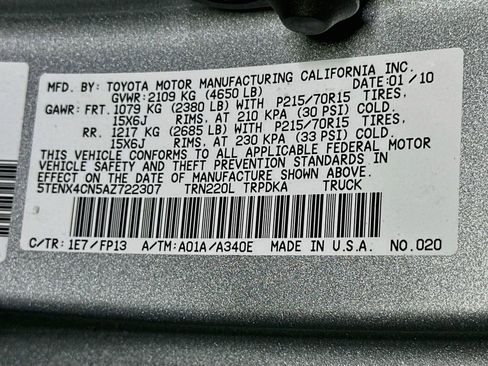 MFD. BY: TOYOTA MOTOR MANUFACTURING CALIFORNIA INC.
GVWR: 2109 KG (4650 LB) DATE: 01/10
GAWR: FRT. 1079 KG (2380 LB) WITH P215/70R15 TIRES,
15X6J RIMS, AT 210 KPA (30 PSI) COLD.
RR. 1217 KG (2685 LB) WITH P215/70R15 TIRES,
15X6J RIMS, AT 230 KPA (33 PSI) COLD.
THIS VEHICLE CONFORMS TO ALL APPLICABLE FEDERAL MOTOR
VEHICLE SAFETY AND THEFT PREVENTION STANDARDS IN
EFFECT ON THE DATE OF MANUFACTURE SHOWN ABOVE.
5TENX4CN5AZ722307 TRN220L TRPDKA TRUCK
C/TR: 1E7/FP13 A/TM: A01A/A340E MADE IN U.S.A. NO.020